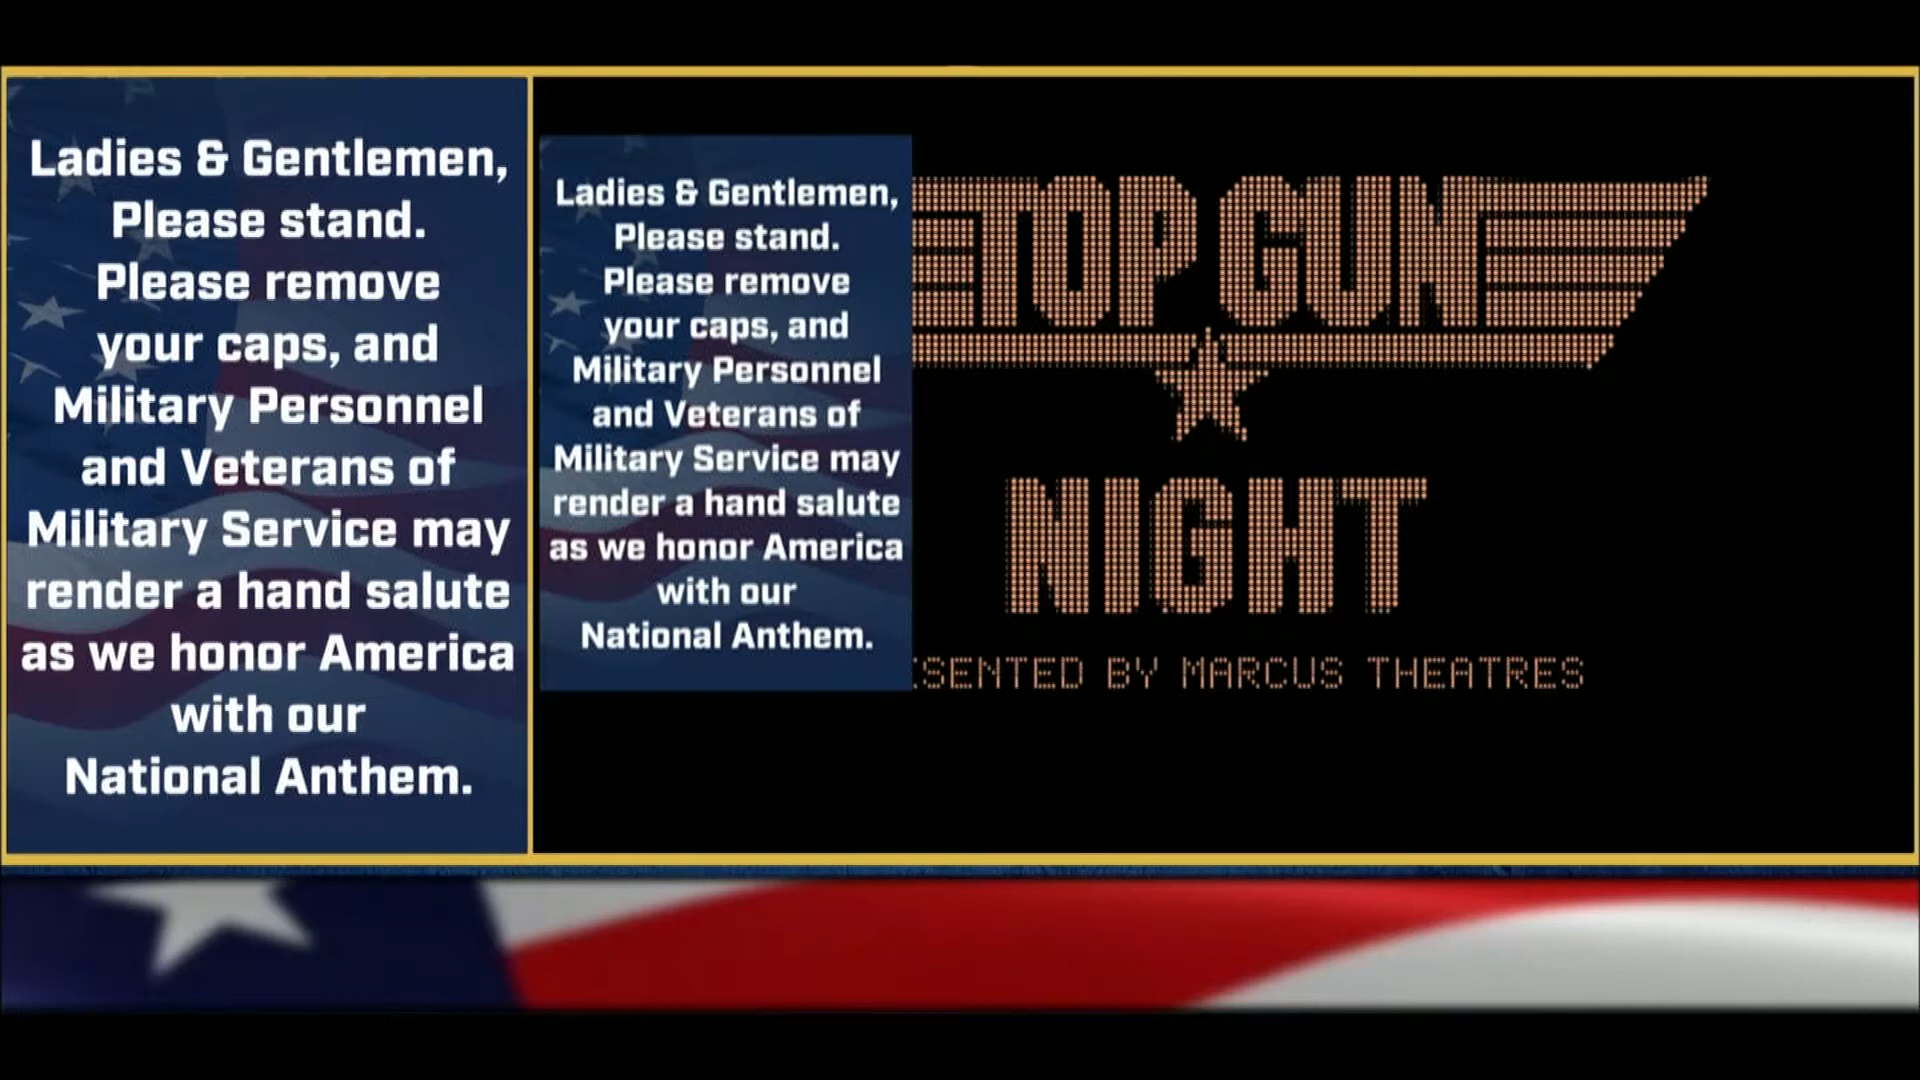 Ladies & Gentlemen,
Please stand.
Please remove
your caps, and
Military Personnel
and Veterans of
Military Service may
render a hand salute
as we honor America
with our
National Anthem.
Ladies & Gentlemen,
Please stand.
Please remove
your caps, and
Military Personnel
and Veterans of
Military Service may
render a hand salute
as we honor America
with our
National Anthem.
TOP GUN
NIGHT
SENTED BY MARCUS THEATRES